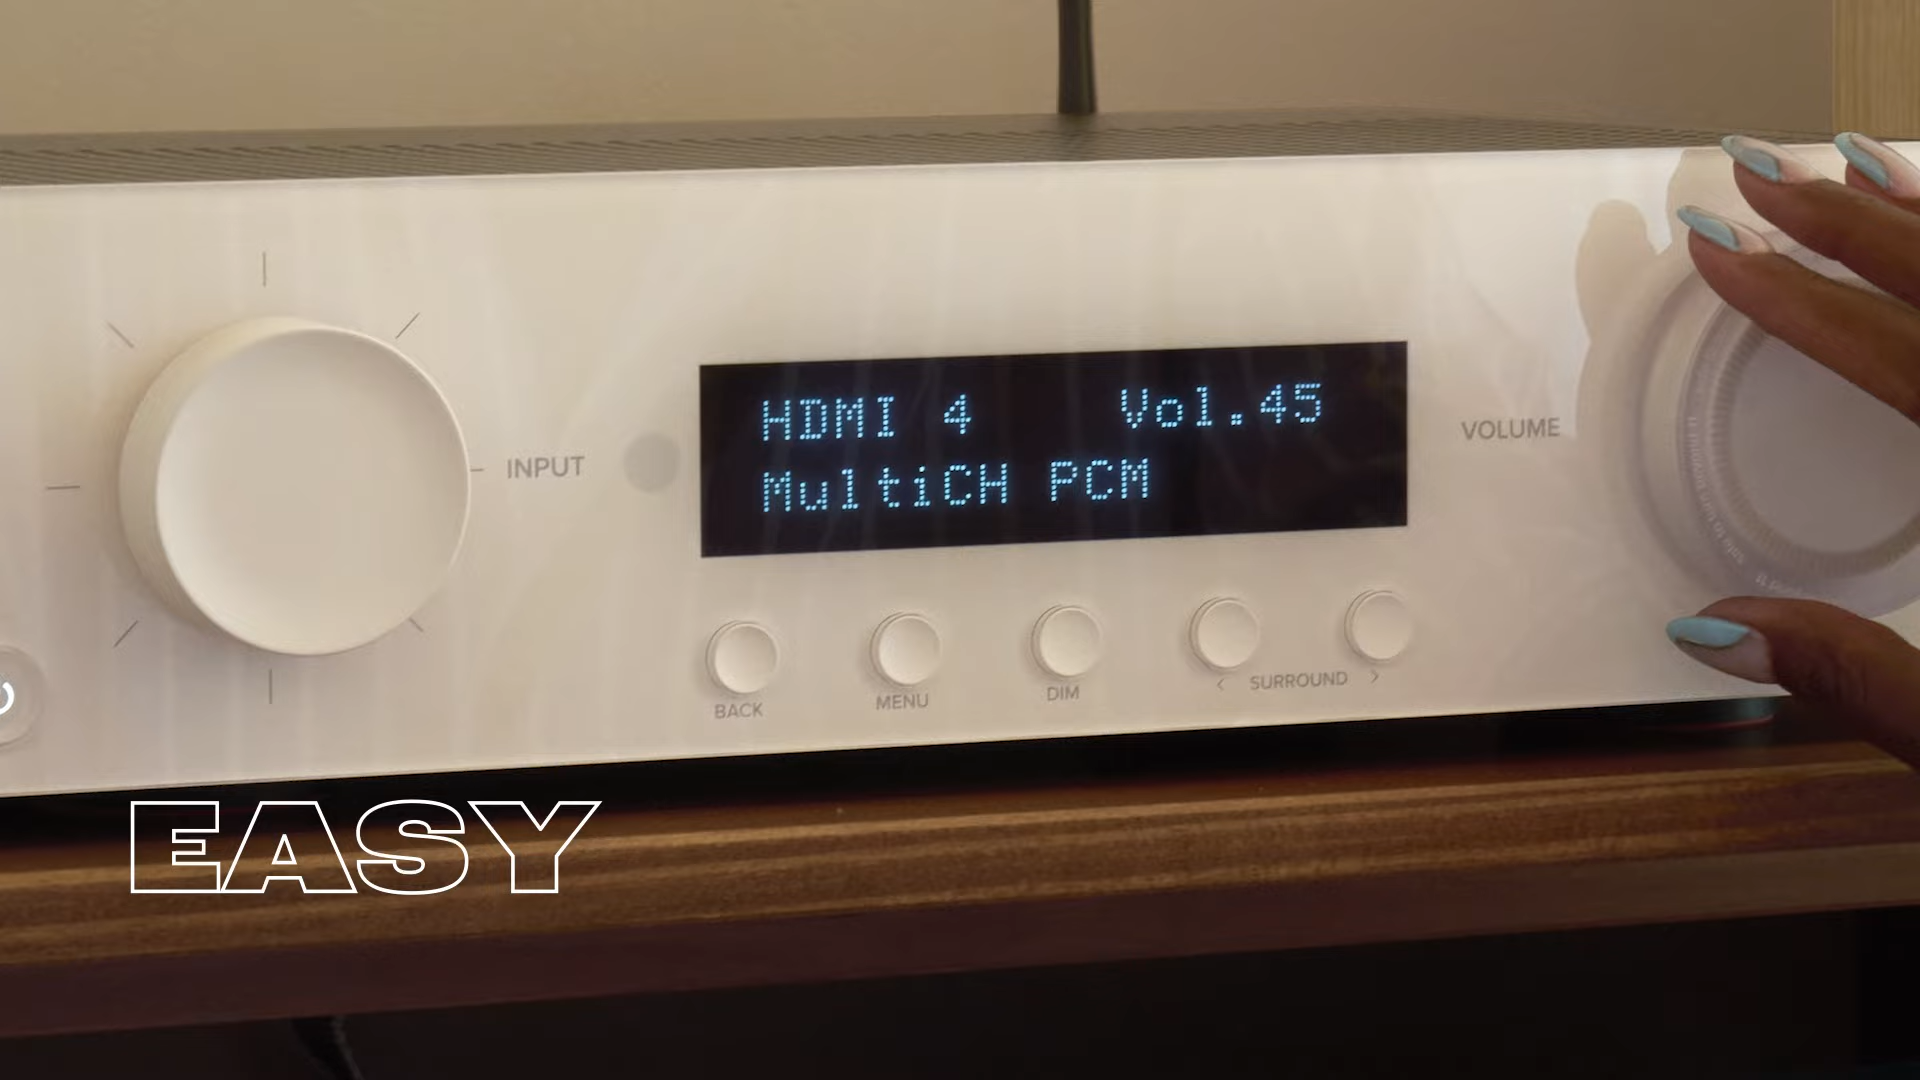 HDMI 4 Vol.45
MultiCH PCM
INPUT
VOLUME
BACK
MENU
DIM
< SURROUND >
EASY